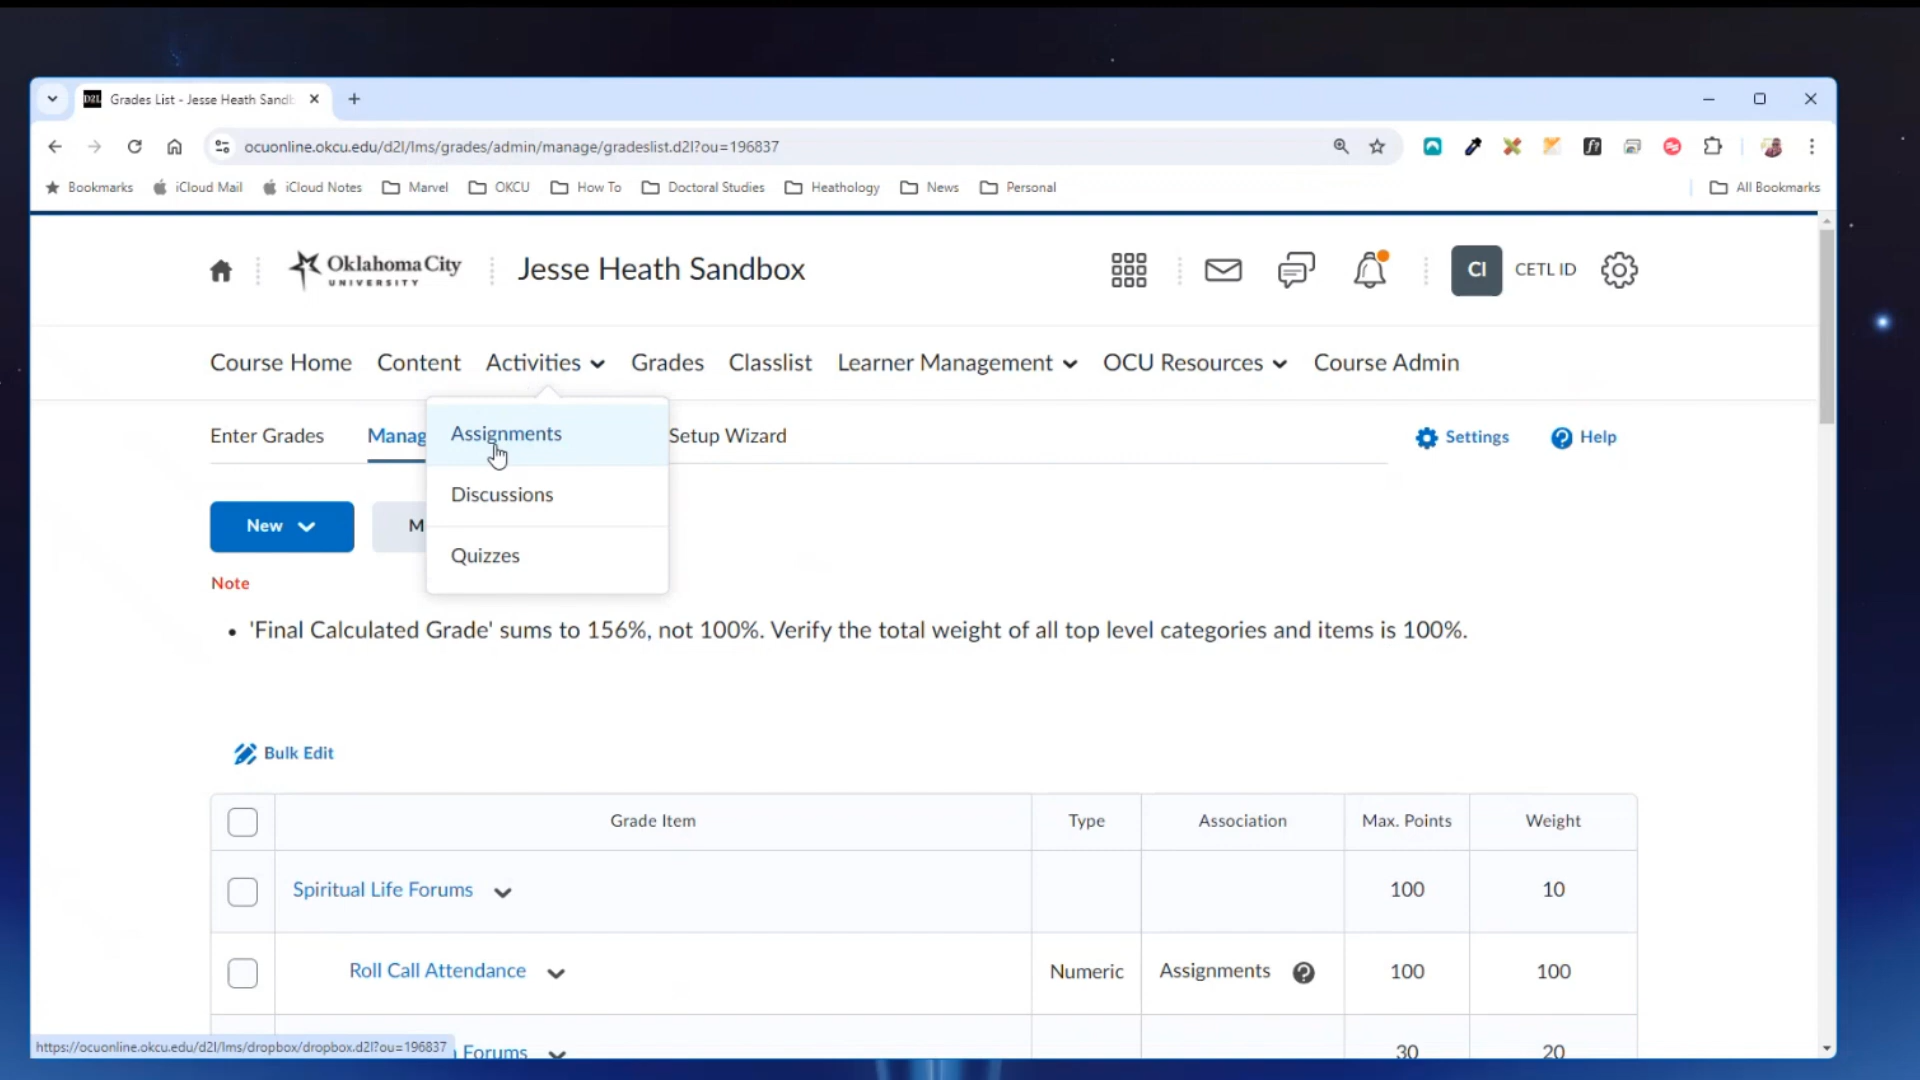 D2L Grades List - Jesse Heath Sandb
ocuonline.okcu.edu/d2l/lms/grades/admin/manage/gradeslist.d2l?ou=196837
f?
Bookmarks iCloud Mail iCloud Notes Marvel OKCU How To Doctoral Studies Heathology News Personal All Bookmarks
Oklahoma City
UNIVERSITY
Jesse Heath Sandbox
CI CETL ID
Course Home Content Activities Grades Classlist Learner Management OCU Resources Course Admin
Enter Grades Manag Assignments Setup Wizard Settings Help
Discussions
New M
Quizzes
Note
• 'Final Calculated Grade' sums to 156%, not 100%. Verify the total weight of all top level categories and items is 100%.
Bulk Edit
Grade Item Type Association Max. Points Weight
Spiritual Life Forums 100 10
Roll Call Attendance Numeric Assignments 100 100
Forums 30 20
https://ocuonline.okcu.edu/d2l/lms/dropbox/dropbox.d2l?ou=196837